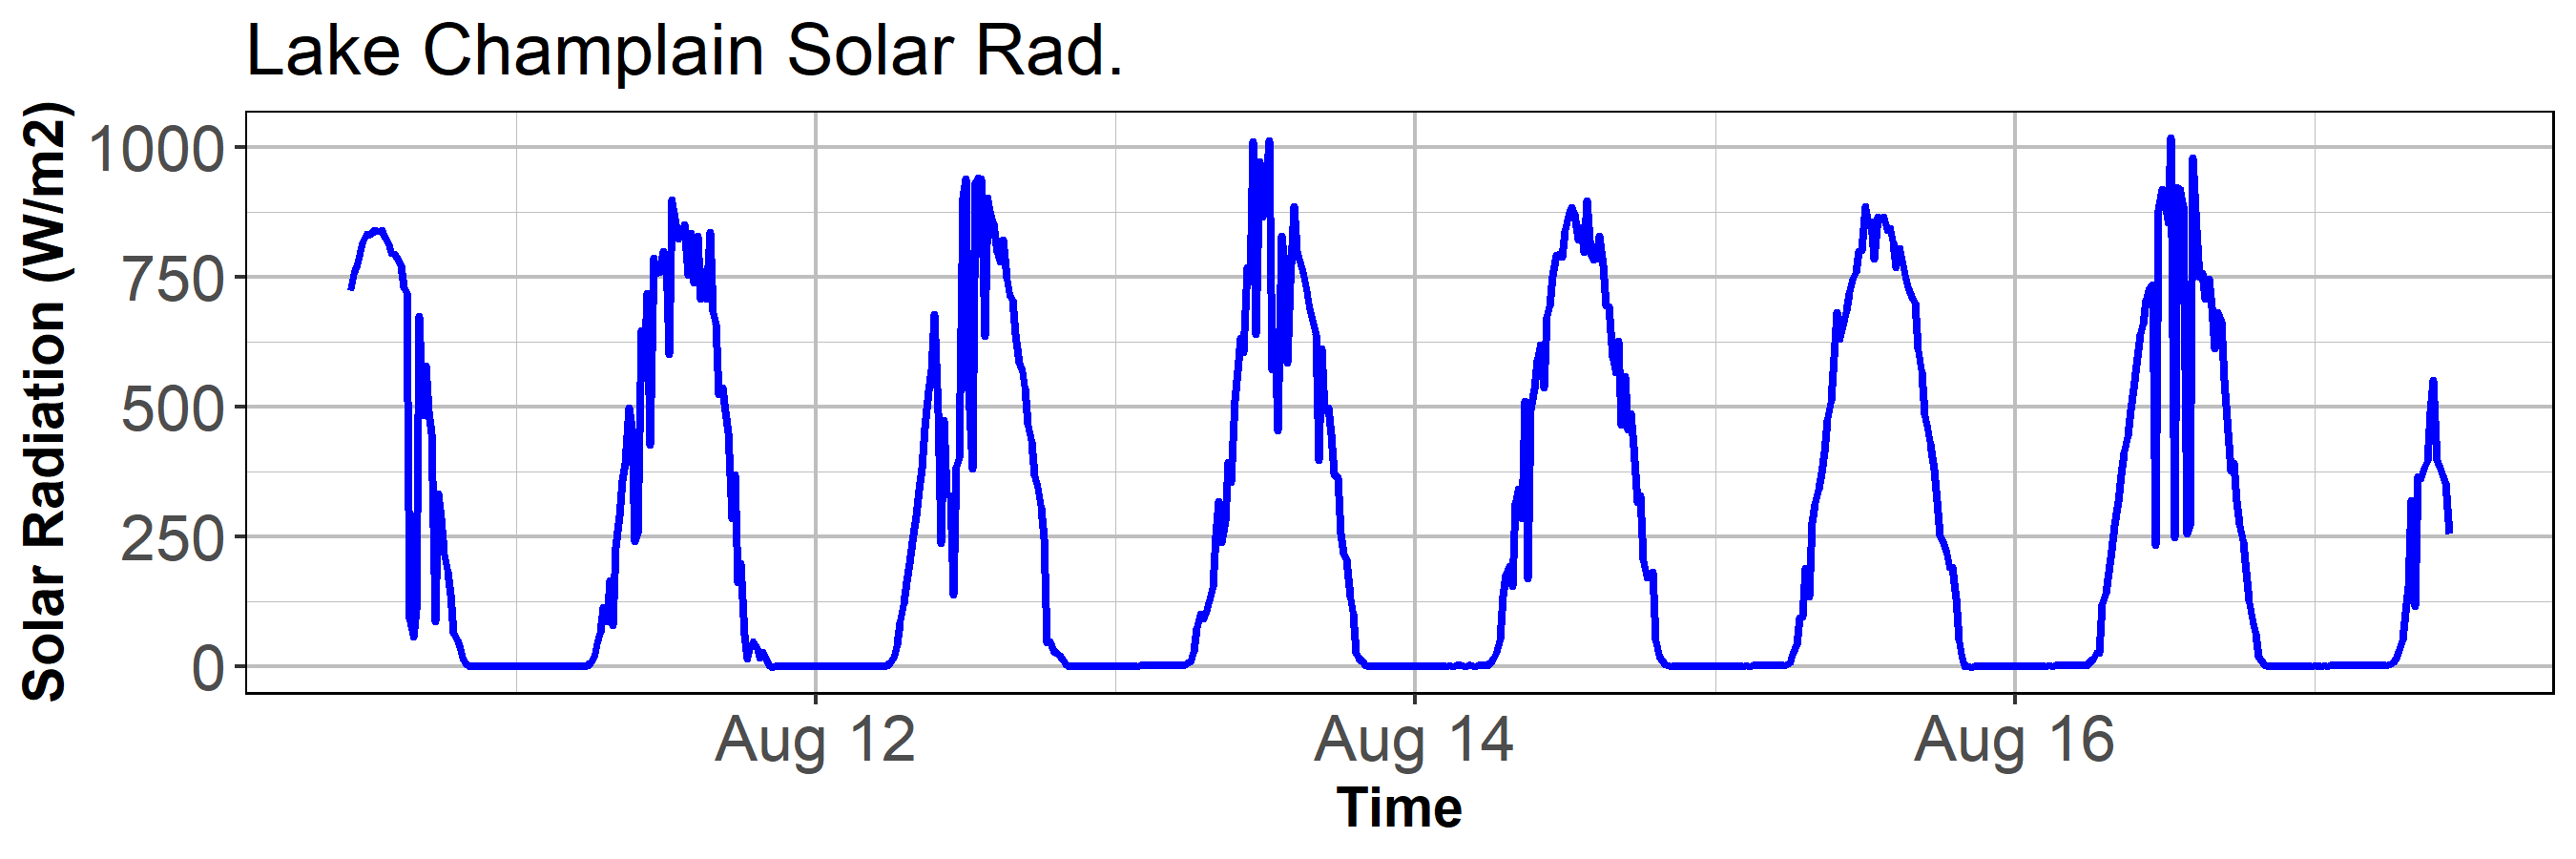 Lake Champlain Solar Rad.
Solar Radiation (W/m2)
1000
750
500
250
0
Aug 12 Aug 14 Aug 16
Time